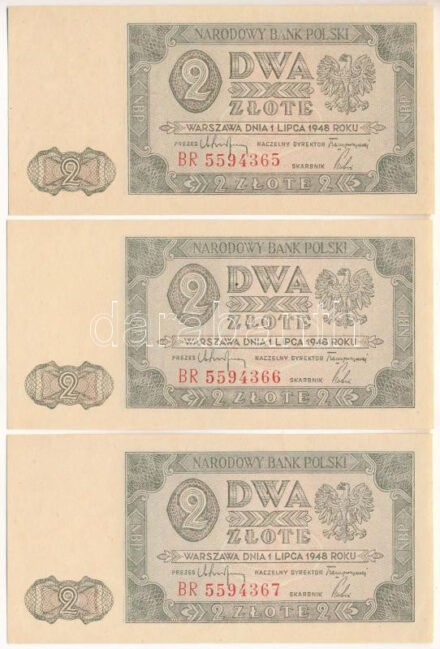 NARODOWY BANK POLSKI
2 DWA
ZŁOTE
NBP NBP
WARSZAWA DNIA 1 LIPCA 1948 ROKU
PREZES NACZELNY DYREKTOR
BR 5594365 SKARBNIK
2
2 ZŁOTE 2
NARODOWY BANK POLSKI
2 DWA
ZŁOTE
NBP NBP
darabanth
WARSZAWA DNIA 1 LIPCA 1948 ROKU
PREZES NACZELNY DYREKTOR
BR 5594366 SKARBNIK
2
2 ZŁOTE 2
NARODOWY BANK POLSKI
2 DWA
ZŁOTE
NBP NBP
WARSZAWA DNIA 1 LIPCA 1948 ROKU
PREZES NACZELNY DYREKTOR
BR 5594367 SKARBNIK
2
2 ZŁOTE 2